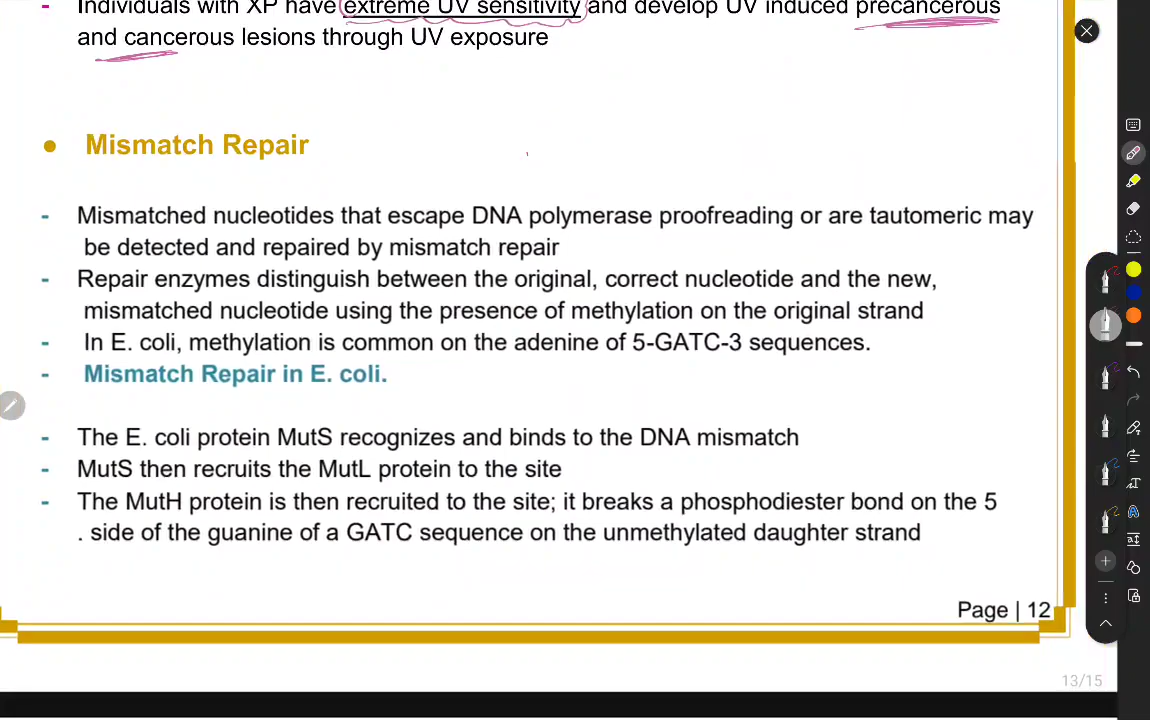 - Individuals with XP have extreme UV sensitivity and develop UV induced precancerous
and cancerous lesions through UV exposure
● Mismatch Repair
- Mismatched nucleotides that escape DNA polymerase proofreading or are tautomeric may
be detected and repaired by mismatch repair
- Repair enzymes distinguish between the original, correct nucleotide and the new,
mismatched nucleotide using the presence of methylation on the original strand
- In E. coli, methylation is common on the adenine of 5-GATC-3 sequences.
- Mismatch Repair in E. coli.
- The E. coli protein MutS recognizes and binds to the DNA mismatch
- MutS then recruits the MutL protein to the site
- The MutH protein is then recruited to the site; it breaks a phosphodiester bond on the 5
. side of the guanine of a GATC sequence on the unmethylated daughter strand
Page | 12
13/15